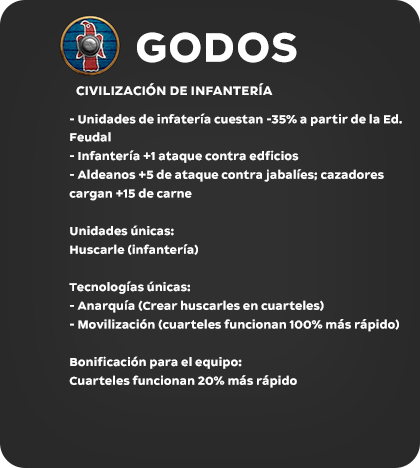 GODOS
CIVILIZACIÓN DE INFANTERÍA
- Unidades de infatería cuestan -35% a partir de la Ed.
Feudal
- Infantería +1 ataque contra edficios
- Aldeanos +5 de ataque contra jabalíes; cazadores
cargan +15 de carne
Unidades únicas:
Huscarle (infantería)
Tecnologías únicas:
- Anarquía (Crear huscarles en cuarteles)
- Movilización (cuarteles funcionan 100% más rápido)
Bonificación para el equipo:
Cuarteles funcionan 20% más rápido